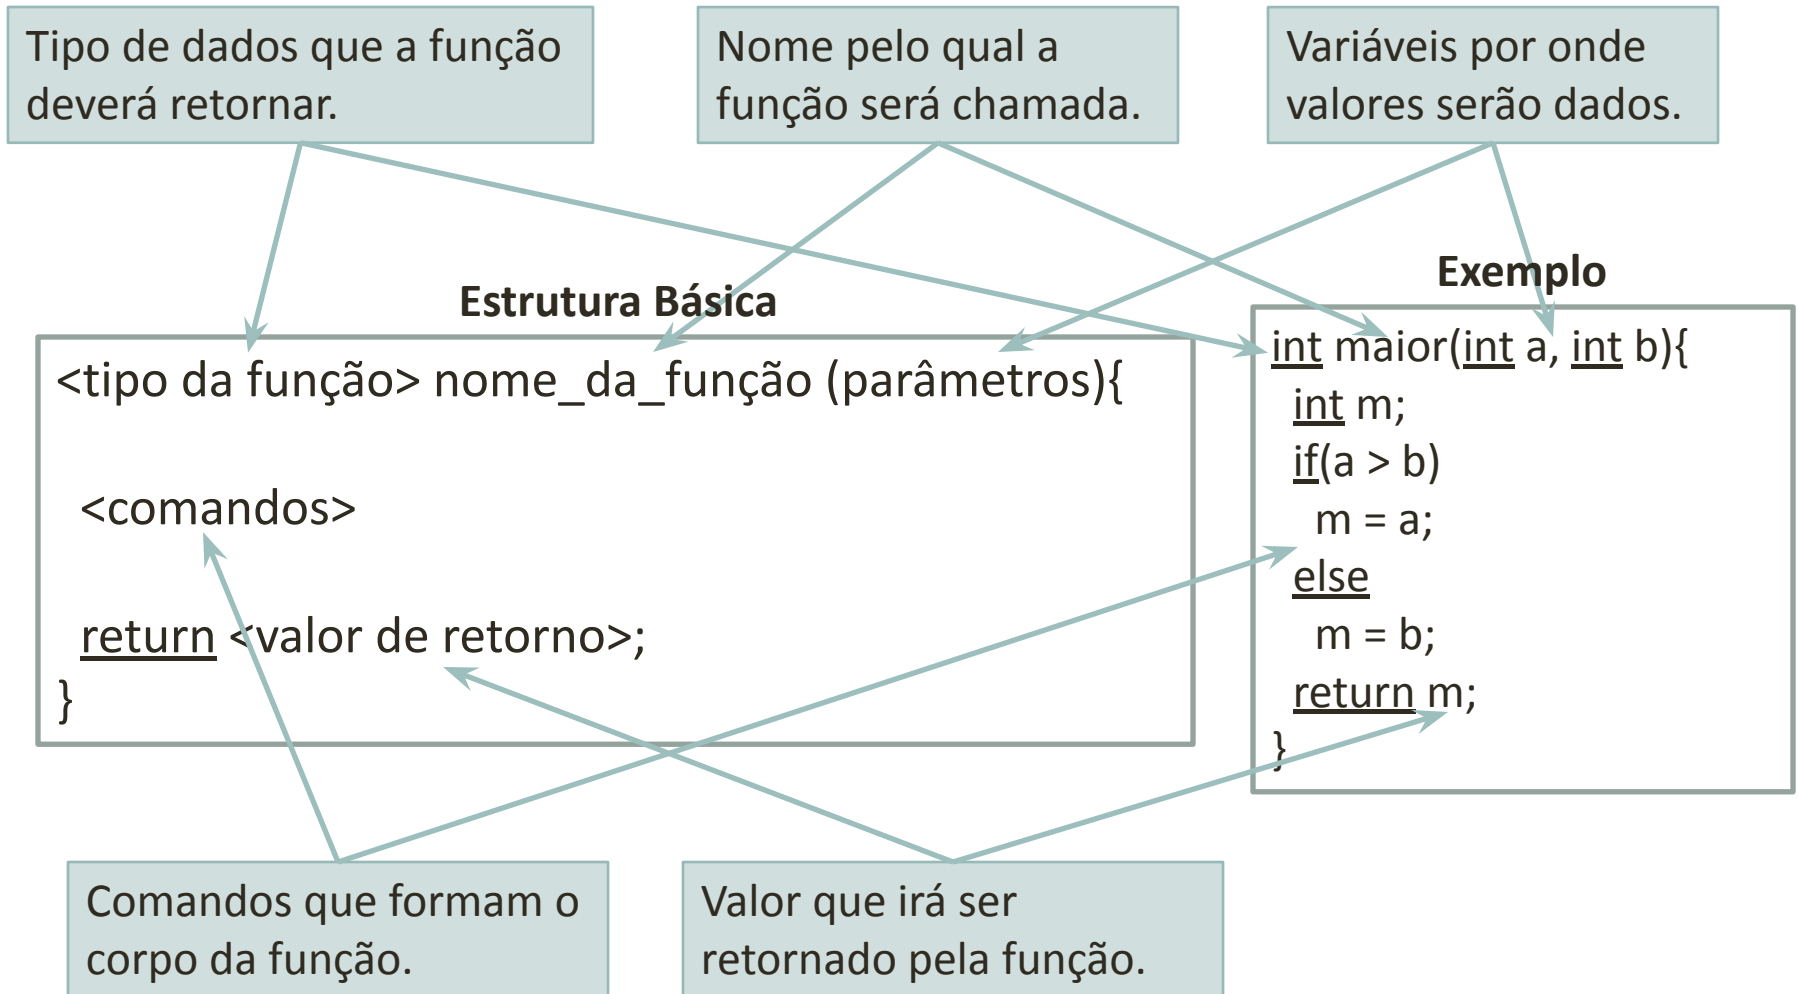 Tipo de dados que a função
deverá retornar.
Nome pelo qual a
função será chamada.
Variáveis por onde
valores serão dados.
Estrutura Básica
<tipo da função> nome_da_função (parâmetros){
<comandos>
return <valor de retorno>;
}
Exemplo
int maior(int a, int b){
int m;
if(a > b)
m = a;
else
m = b;
return m;
}
Comandos que formam o
corpo da função.
Valor que irá ser
retornado pela função.